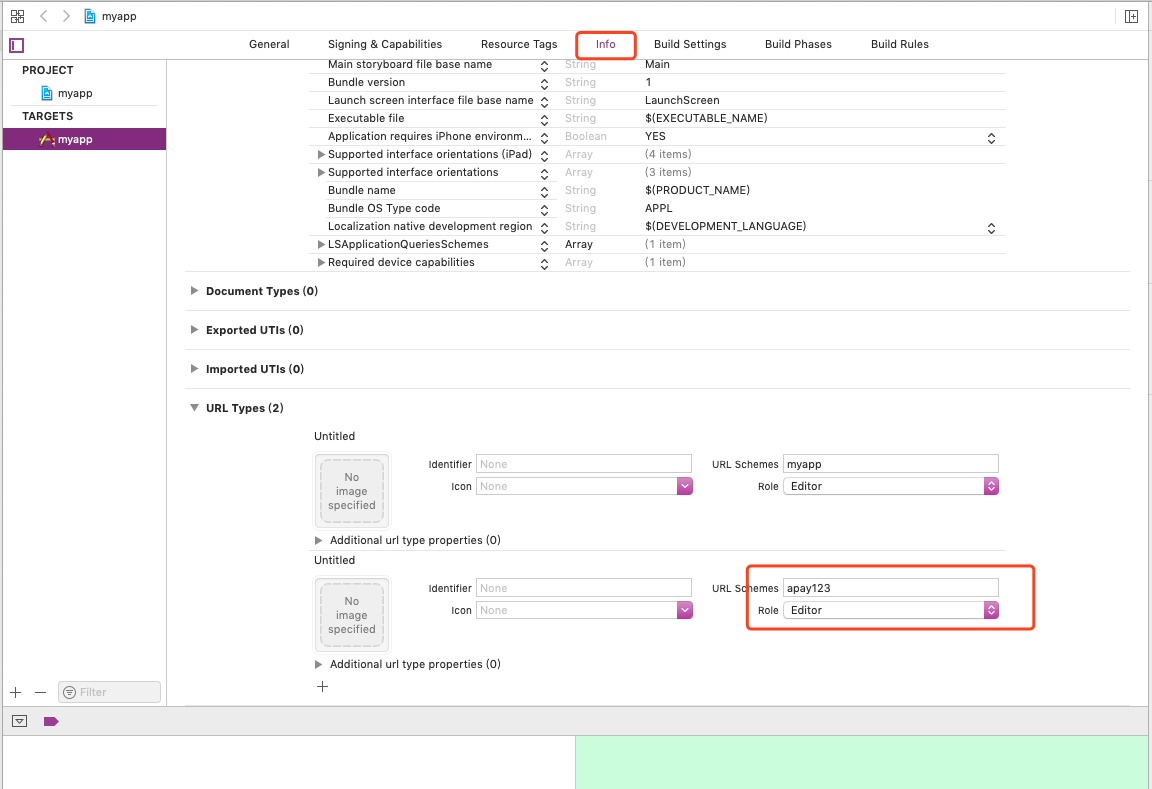 myapp
General Signing & Capabilities Resource Tags Info Build Settings Build Phases Build Rules
PROJECT
myapp
TARGETS
myapp
Main storyboard file base name String Main
Bundle version String 1
Launch screen interface file base name String LaunchScreen
Executable file String $(EXECUTABLE_NAME)
Application requires iPhone environm... Boolean YES
Supported interface orientations (iPad) Array (4 items)
Supported interface orientations Array (3 items)
Bundle name String $(PRODUCT_NAME)
Bundle OS Type code String APPL
Localization native development region String $(DEVELOPMENT_LANGUAGE)
LSApplicationQueriesSchemes Array (1 item)
Required device capabilities Array (1 item)
Document Types (0)
Exported UTIs (0)
Imported UTIs (0)
URL Types (2)
Untitled
No image specified
Identifier None URL Schemes myapp
Icon None Role Editor
Additional url type properties (0)
Untitled
No image specified
Identifier None URL Schemes apay123
Icon None Role Editor
Additional url type properties (0)
Filter